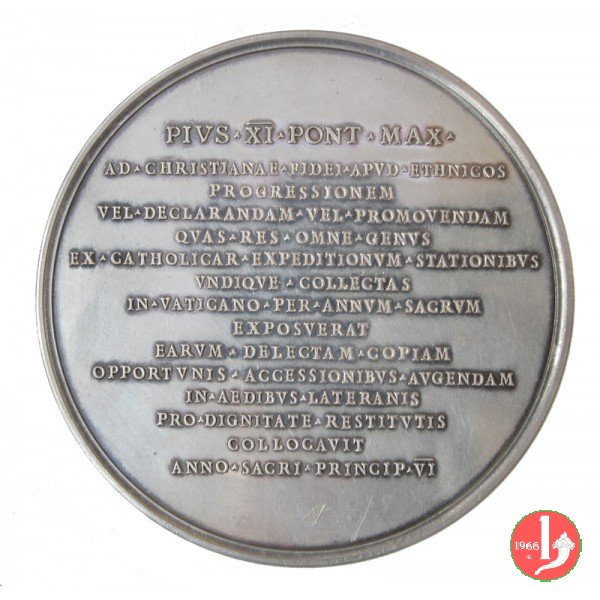 PIVS·XI·PONT·MAX·
AD·CHRISTIANAE·FIDEI·APVD·ETHNICOS
PROGRESSIONEM
VEL·DECLARANDAM·VEL·PROMOVENDAM
QVAS·RES·OMNE·GENVS
EX·CATHOLICAR·EXPEDITIONVM·STATIONIBVS
VNDIQVE·COLLECTAS
IN·VATICANO·PER·ANNVM·SAGRVM
EXPOSVERAT
EARVM·DELECTAM·COPIAM
OPPORTVNIS·ACCESSIONIBVS·AVGENDAM
IN·AEDIBVS·LATERANIS
PRO·DIGNITATE·RESTITVTIS
COLLOCAVIT
ANNO·SACRI·PRINCIP·VI
1966